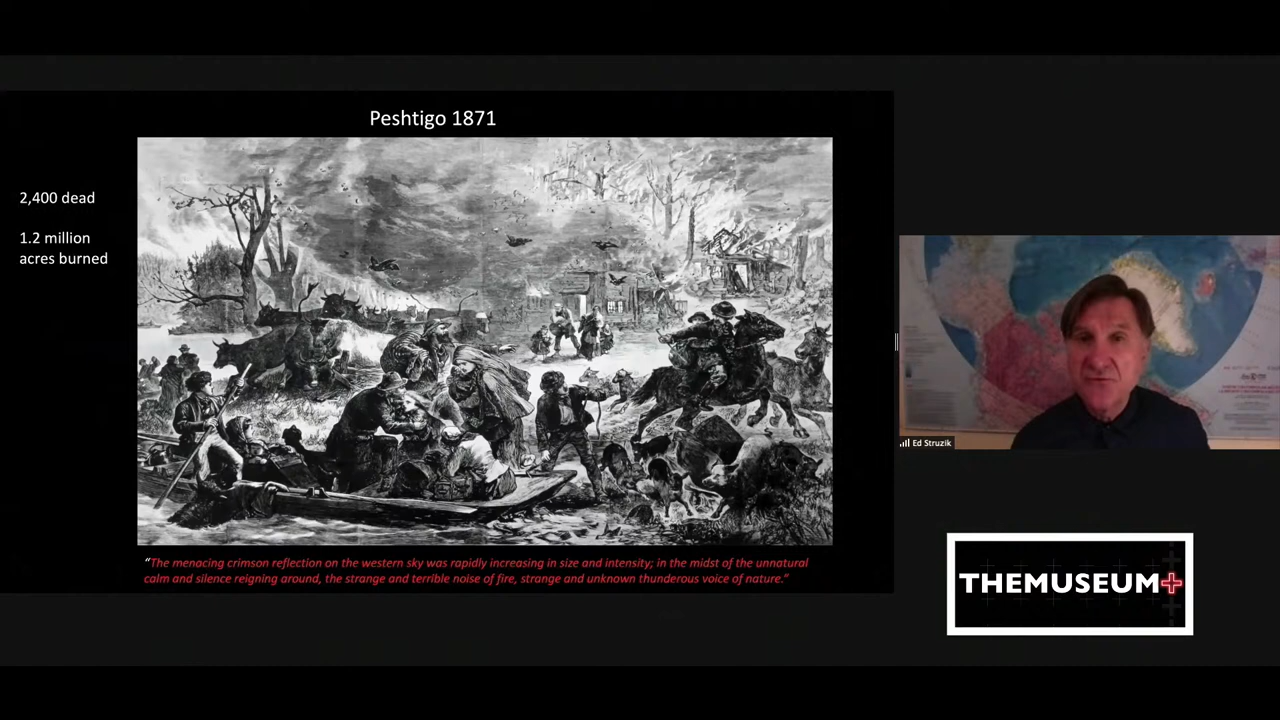 Peshtigo 1871
2,400 dead
1.2 million
acres burned
“The menacing crimson reflection on the western sky was rapidly increasing in size and intensity; in the midst of the unnatural
calm and silence reigning around, the strange and terrible noise of fire, strange and unknown thunderous voice of nature.”
Ed Struzik
THEMUSEUM+